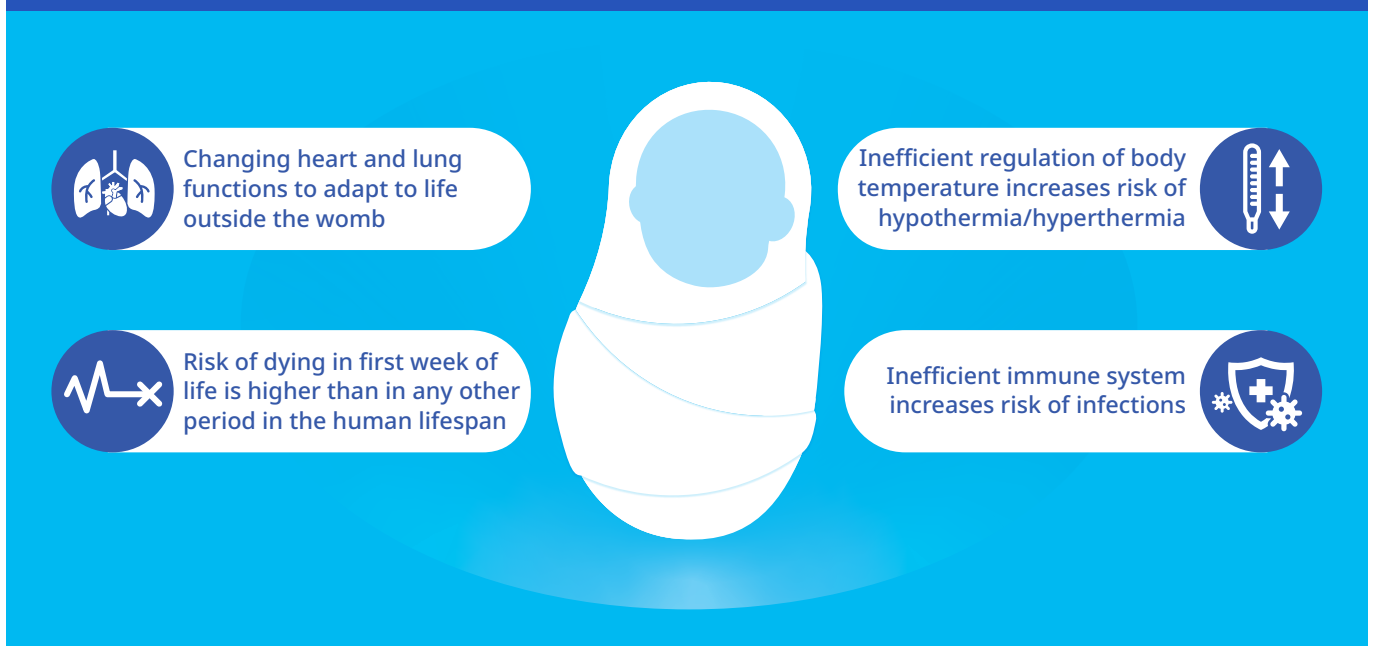 Changing heart and lung
functions to adapt to life
outside the womb
Risk of dying in first week of
life is higher than in any other
period in the human lifespan
Inefficient regulation of body
temperature increases risk of
hypothermia/hyperthermia
Inefficient immune system
increases risk of infections